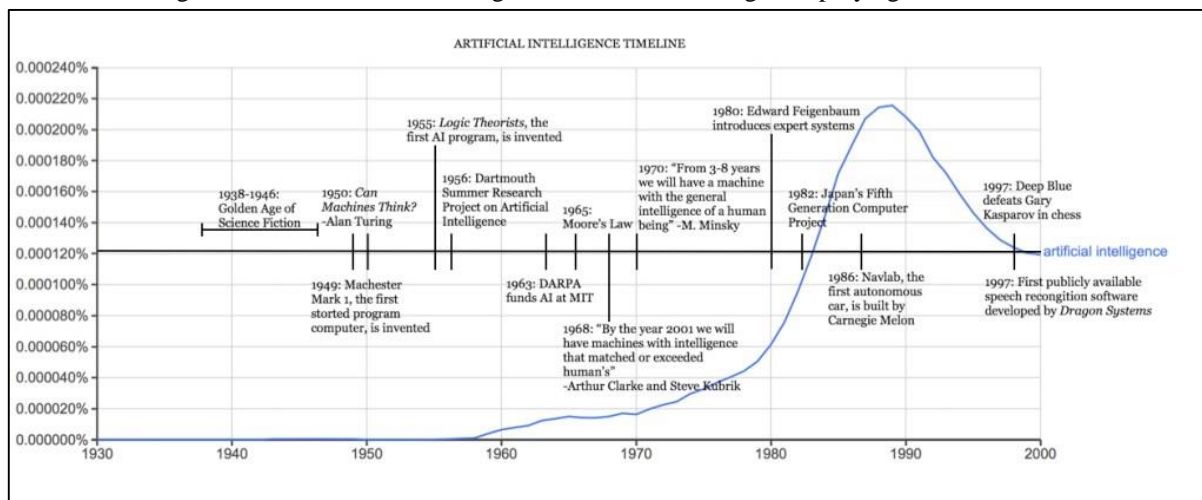 ARTIFICIAL INTELLIGENCE TIMELINE
0.000240%
0.000220%
0.000200%
0.000180%
0.000160%
0.000140%
0.000120%
0.000100%
0.000080%
0.000060%
0.000040%
0.000020%
0.000000%
1938-1946:
Golden Age of
Science Fiction
1949: Machester
Mark 1, the first
storted program
computer, is invented
1950: Can
Machines Think?
-Alan Turing
1955: Logic Theorists, the
first AI program, is invented
1956: Dartmouth
Summer Research
Project on Artificial
Intelligence
1963: DARPA
funds AI at MIT
1965:
Moore's Law
1968: "By the year 2001 we will
have machines with intelligence
that matched or exceeded
human's"
-Arthur Clarke and Steve Kubrik
1970: "From 3-8 years
we will have a machine
with the general
intelligence of a human
being" -M. Minsky
1980: Edward Feigenbaum
introduces expert systems
1982: Japan's Fifth
Generation Computer
Project
1986: Navlab, the
first autonomous
car, is built by
Carnegie Melon
1997: Deep Blue
defeats Gary
Kasparov in chess
1997: First publicly available
speech recongition software
developed by Dragon Systems
artificial intelligence
1930
1940
1950
1960
1970
1980
1990
2000